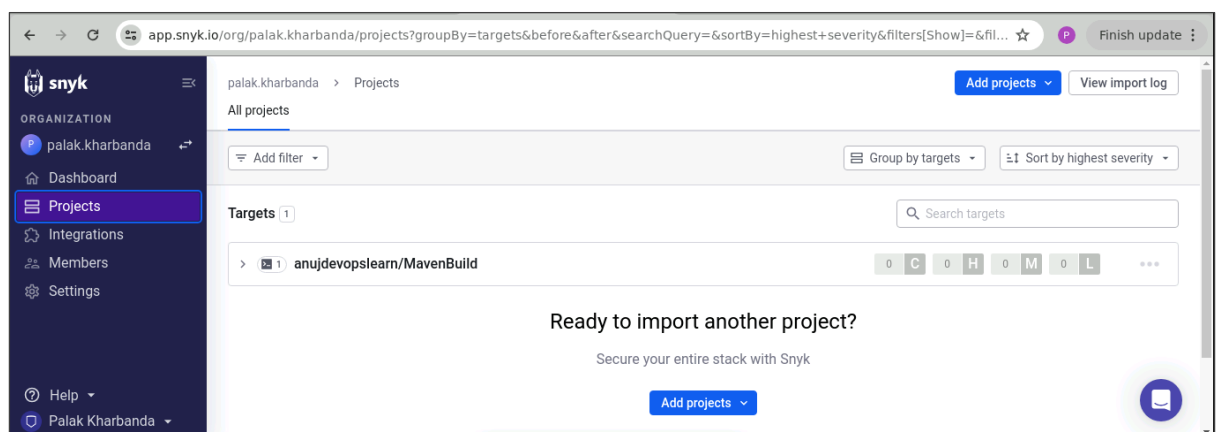 app.snyk.io/org/palak.kharbanda/projects?groupBy=targets&before&after&searchQuery=&sortBy=highest+severity&filters[Show]=&fil...
P
Finish update
snyk
ORGANIZATION
P palak.kharbanda
Dashboard
Projects
Integrations
Members
Settings
Help
Palak Kharbanda
palak.kharbanda > Projects
Add projects
View import log
All projects
Add filter
Group by targets
Sort by highest severity
Targets 1
Search targets
1 anujdevopslearn/MavenBuild 0 C 0 H 0 M 0 L
Ready to import another project?
Secure your entire stack with Snyk
Add projects